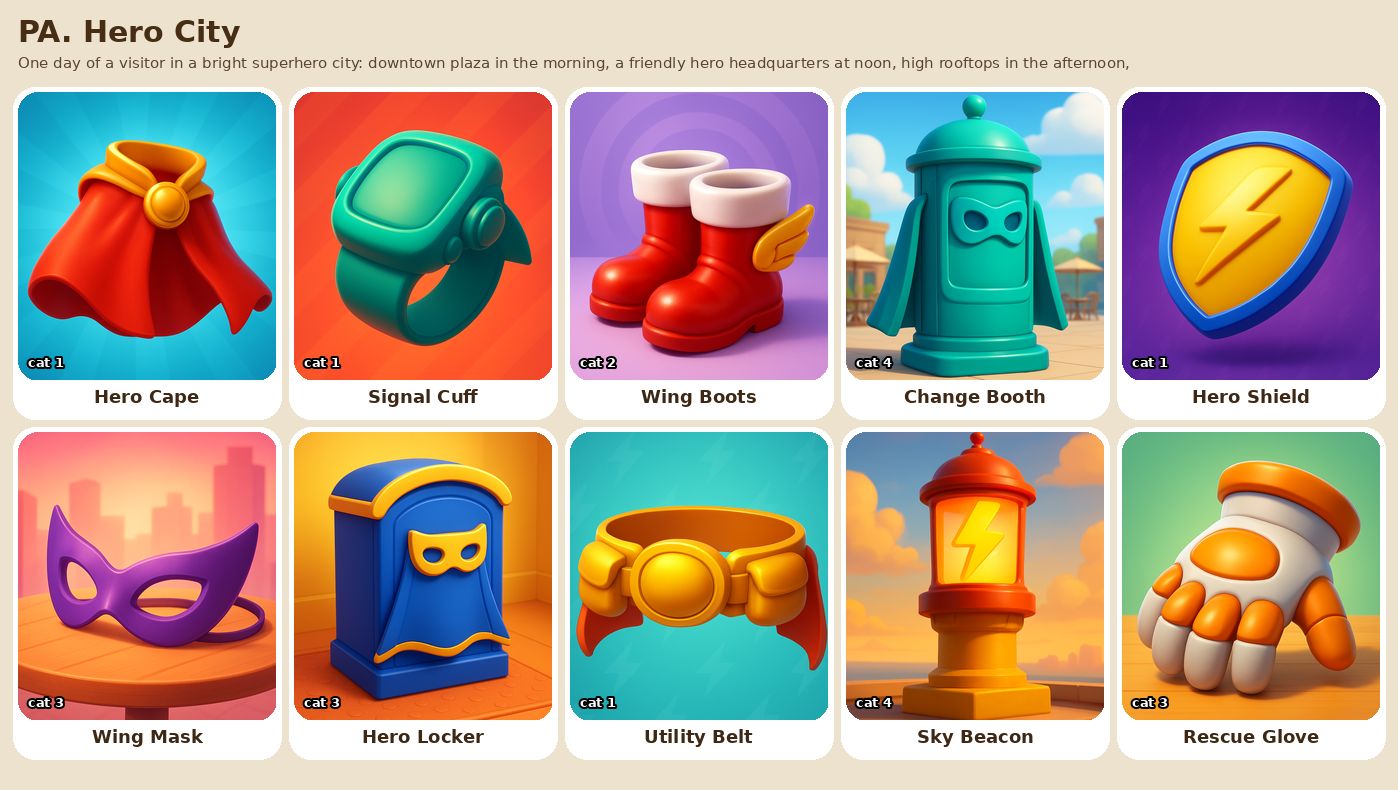 PA. Hero City
One day of a visitor in a bright superhero city: downtown plaza in the morning, a friendly hero headquarters at noon, high rooftops in the afternoon,
cat 1
cat 1
cat 2
cat 4
cat 1
Hero Cape
Signal Cuff
Wing Boots
Change Booth
Hero Shield
cat 3
cat 3
cat 1
cat 4
cat 3
Wing Mask
Hero Locker
Utility Belt
Sky Beacon
Rescue Glove